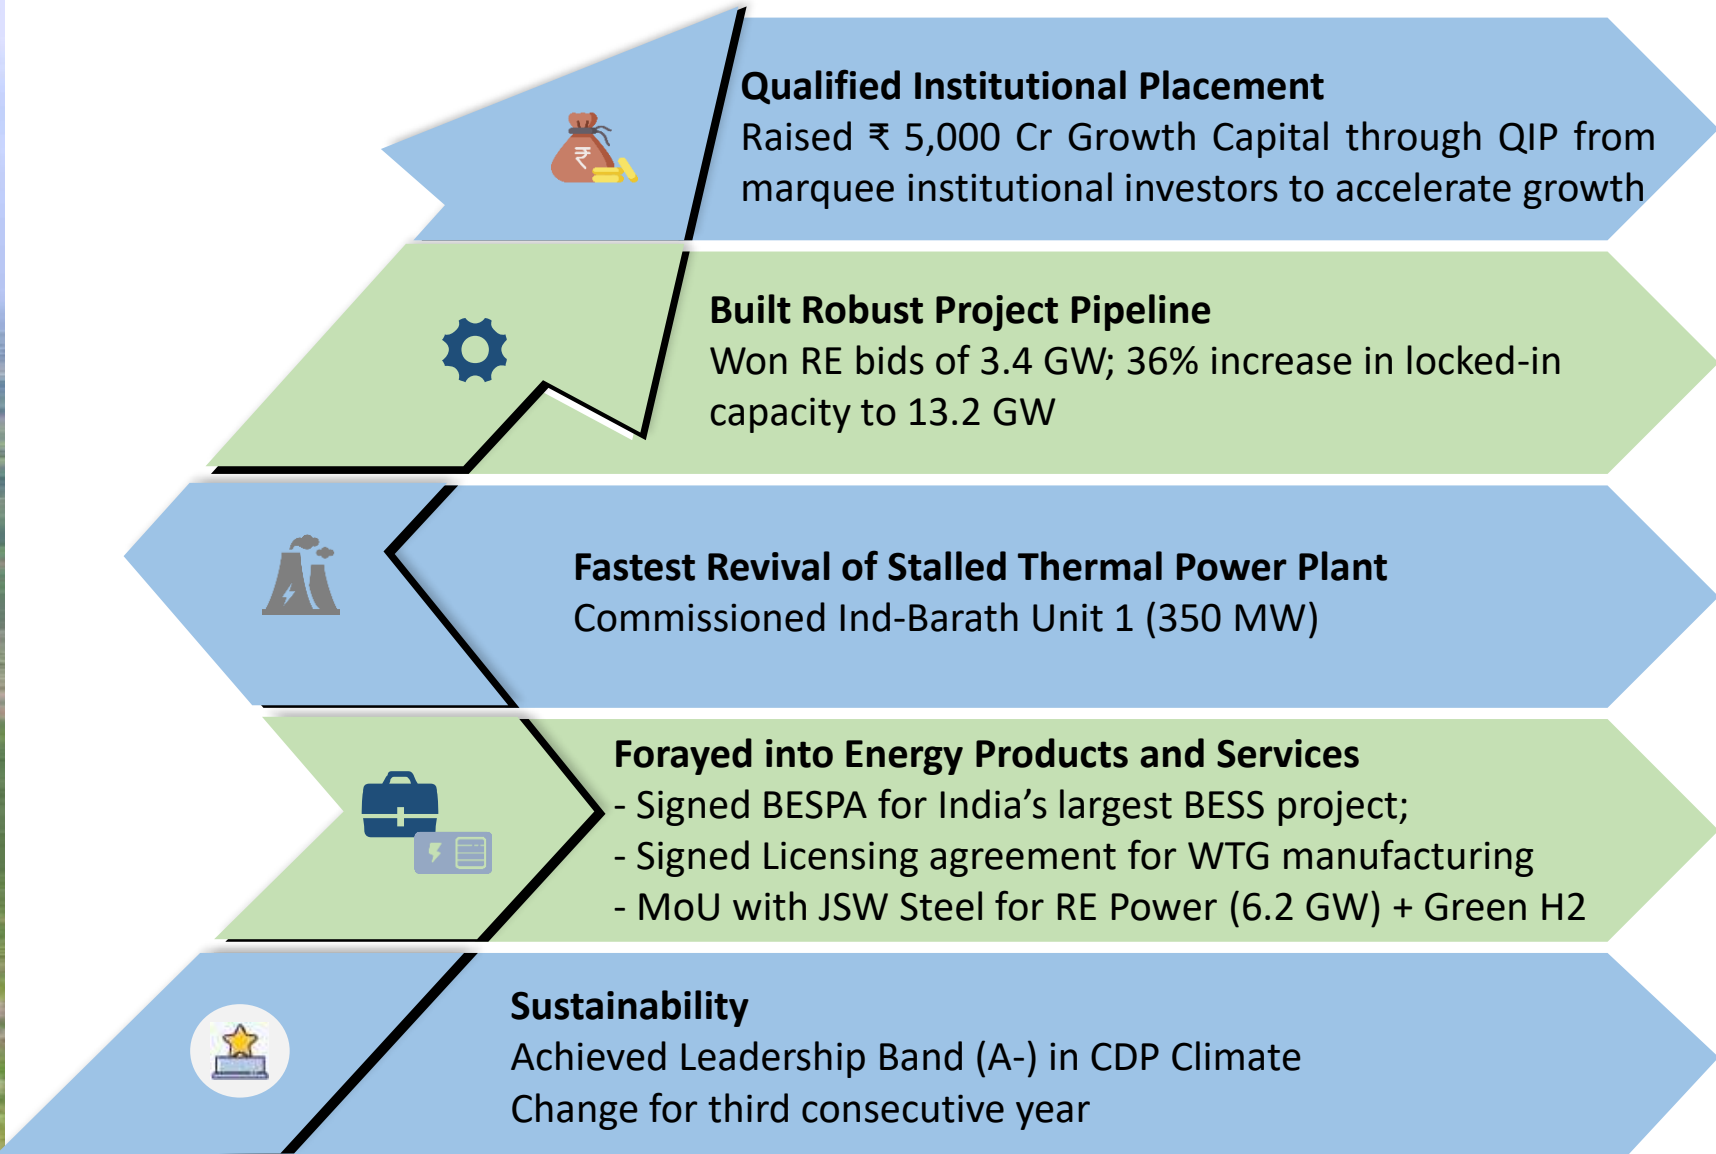 Qualified Institutional Placement
Raised ₹ 5,000 Cr Growth Capital through QIP from
marquee institutional investors to accelerate growth
₹
Built Robust Project Pipeline
Won RE bids of 3.4 GW; 36% increase in locked-in
capacity to 13.2 GW
Fastest Revival of Stalled Thermal Power Plant
Commissioned Ind-Barath Unit 1 (350 MW)
Forayed into Energy Products and Services
- Signed BESPA for India’s largest BESS project;
- Signed Licensing agreement for WTG manufacturing
- MoU with JSW Steel for RE Power (6.2 GW) + Green H2
Sustainability
Achieved Leadership Band (A-) in CDP Climate
Change for third consecutive year